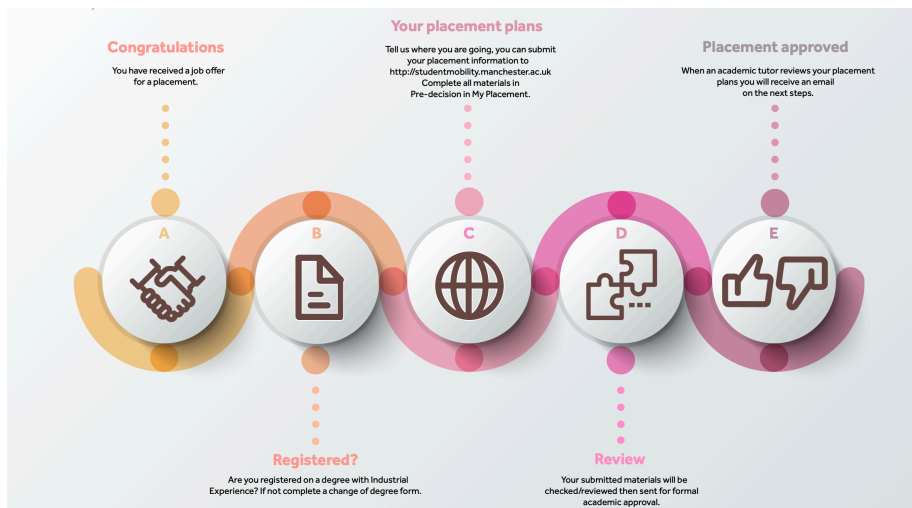 Congratulations
You have received a job offer
for a placement.
Your placement plans
Tell us where you are going, you can submit
your placement information to
http://studentmobility.manchester.ac.uk
Complete all materials in
Pre-decision in My Placement.
Placement approved
When an academic tutor reviews your placement
plans you will receive an email
on the next steps.
A
B
C
D
E
Registered?
Are you registered on a degree with Industrial
Experience? If not complete a change of degree form.
Review
Your submitted materials will be
checked/reviewed then sent for formal
academic approval.